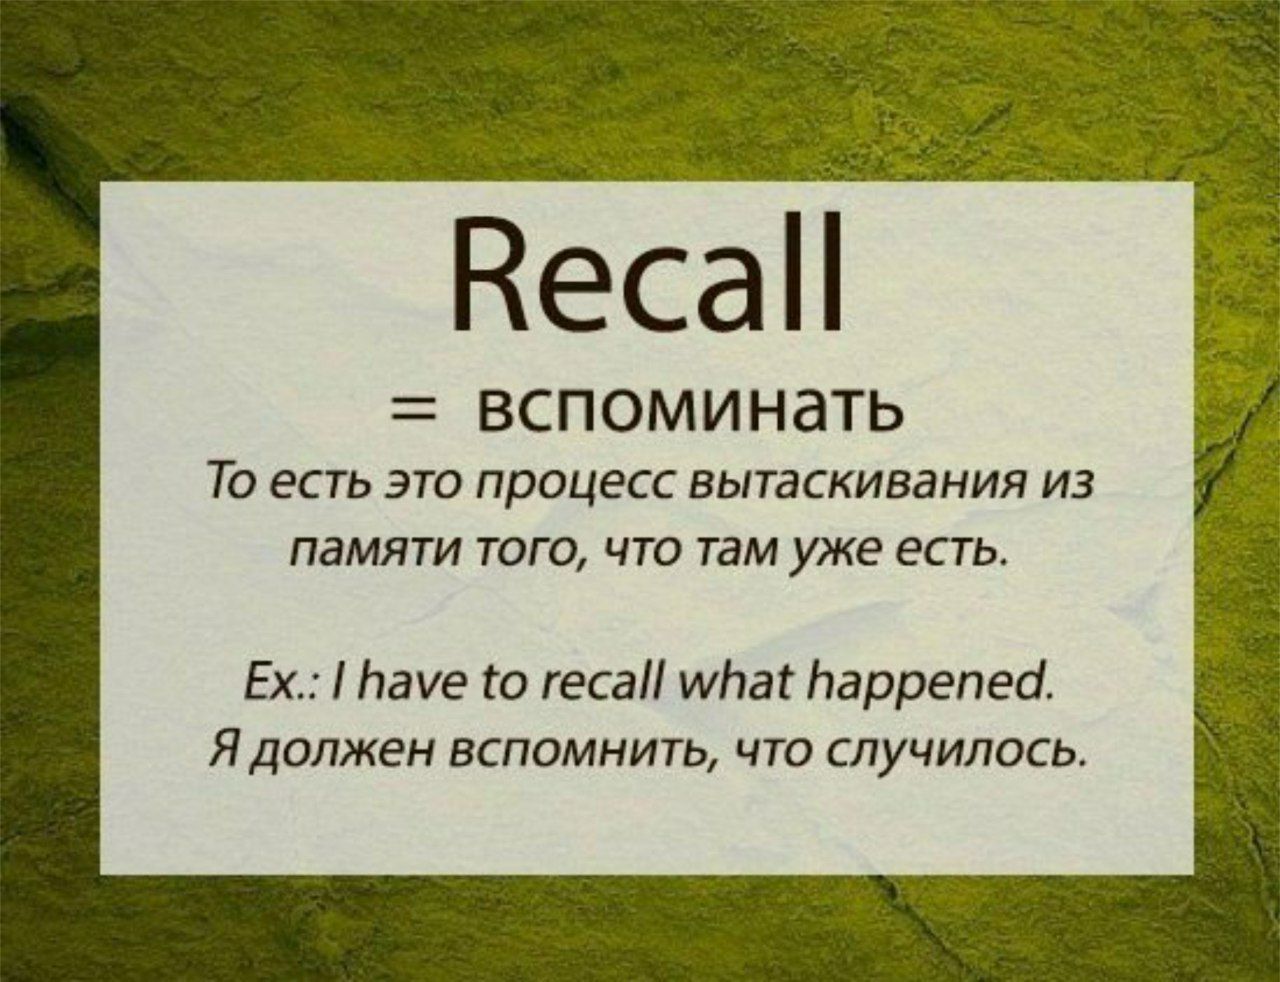 Recall
= вспоминать
То есть это процесс вытаскивания из
памяти того, что там уже есть.
Ex.: I have to recall what happened.
Я должен вспомнить, что случилось.